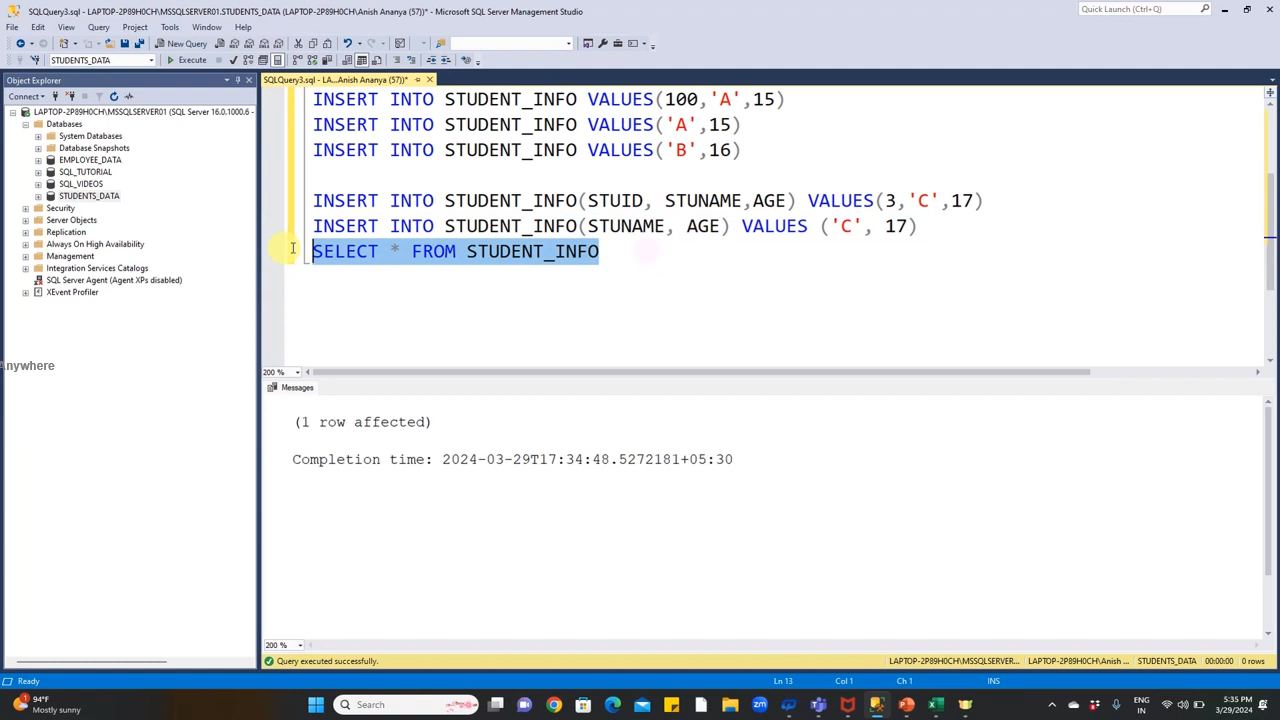 SQLQuery3.sql - LAPTOP-2P89H0CH\MSSQLSERVER01.STUDENTS_DATA (LAPTOP-2P89H0CH\Anish Ananya (57))* - Microsoft SQL Server Management Studio
Quick Launch (Ctrl+Q)
File Edit View Query Project Tools Window Help
New Query
STUDENTS_DATA Execute
Object Explorer
SQLQuery3.sql - LA...Anish Ananya (57))*
Connect
LAPTOP-2P89H0CH\MSSQLSERVER01 (SQL Server 16.0.1000.6 -
Databases
System Databases
Database Snapshots
EMPLOYEE_DATA
SQL_TUTORIAL
SQL_VIDEOS
STUDENTS_DATA
Security
Server Objects
Replication
Always On High Availability
Management
Integration Services Catalogs
SQL Server Agent (Agent XPs disabled)
XEvent Profiler
Anywhere
INSERT INTO STUDENT_INFO VALUES(100,'A',15)
INSERT INTO STUDENT_INFO VALUES('A',15)
INSERT INTO STUDENT_INFO VALUES('B',16)
INSERT INTO STUDENT_INFO(STUID, STUNAME,AGE) VALUES(3,'C',17)
INSERT INTO STUDENT_INFO(STUNAME, AGE) VALUES ('C', 17)
SELECT * FROM STUDENT_INFO
200 %
Messages
(1 row affected)
Completion time: 2024-03-29T17:34:48.5272181+05:30
200 %
Query executed successfully. LAPTOP-2P89H0CH\MSSQLSERVER... LAPTOP-2P89H0CH\Anish ... STUDENTS_DATA 00:00:00 0 rows
Ready Ln 13 Col 1 Ch 1 INS
94°F
Mostly sunny
Search
ENG
IN
5:35 PM
3/29/2024